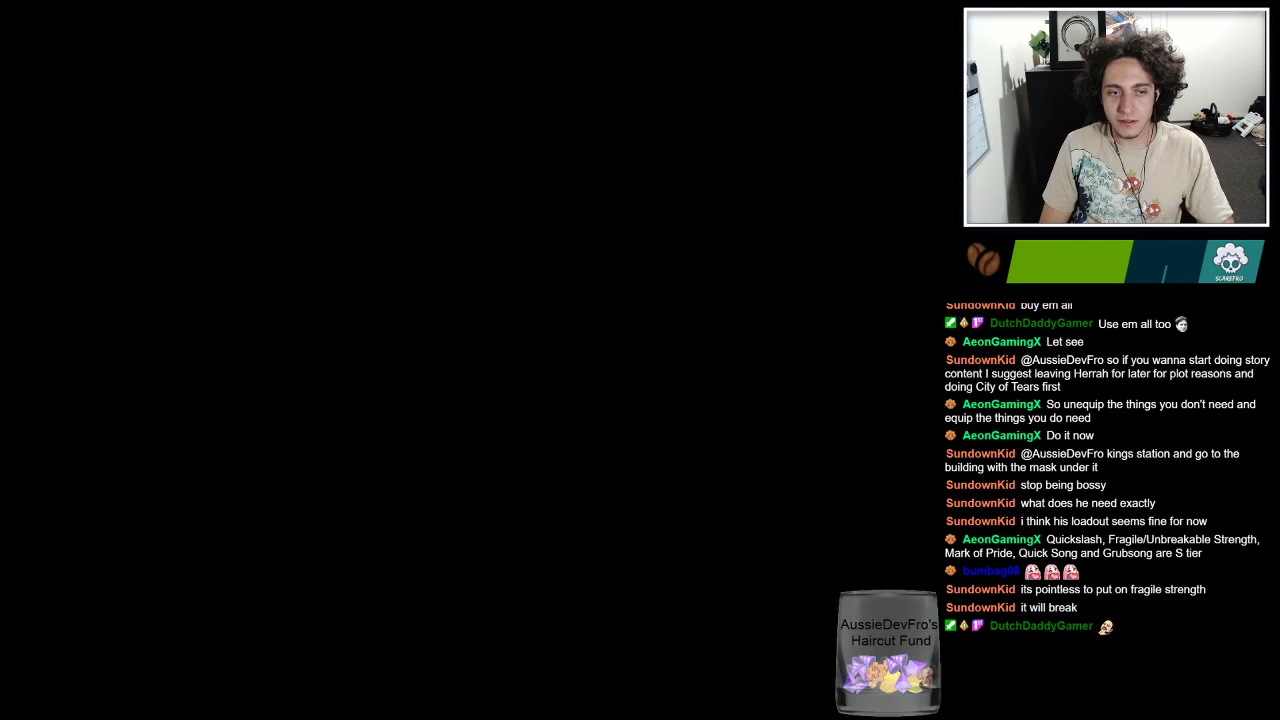 SCAREFRO
SundownKid buy em all
DutchDaddyGamer Use em all too
AeonGamingX Let see
SundownKid @AussieDevFro so if you wanna start doing story
content I suggest leaving Herrah for later for plot reasons and
doing City of Tears first
AeonGamingX So unequip the things you don't need and
equip the things you do need
AeonGamingX Do it now
SundownKid @AussieDevFro kings station and go to the
building with the mask under it
SundownKid stop being bossy
SundownKid what does he need exactly
SundownKid i think his loadout seems fine for now
AeonGamingX Quickslash, Fragile/Unbreakable Strength,
Mark of Pride, Quick Song and Grubsong are S tier
bumbag08
SundownKid its pointless to put on fragile strength
SundownKid it will break
DutchDaddyGamer
AussieDevFro's
Haircut Fund